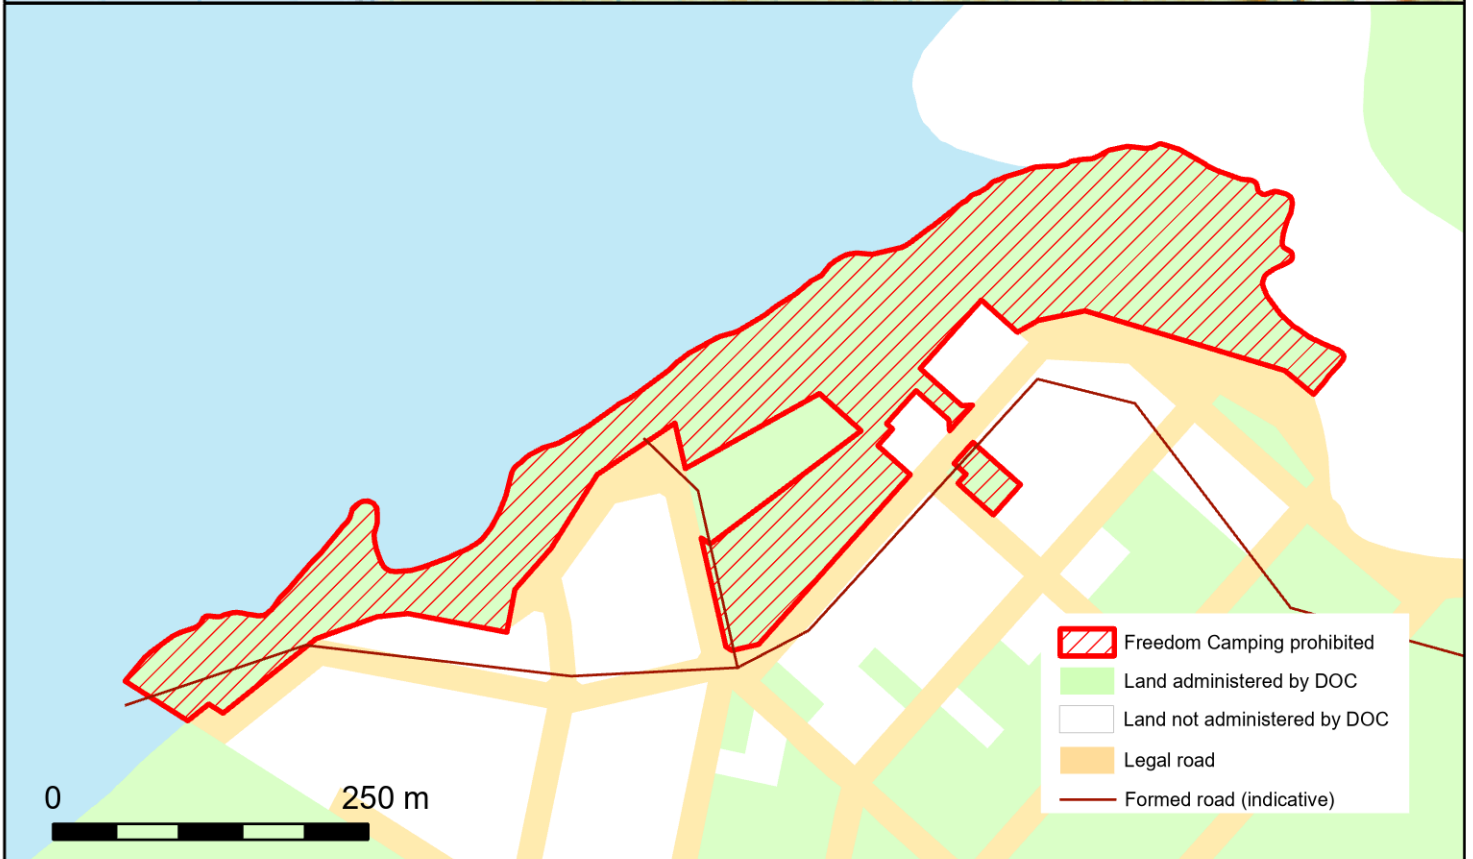 Freedom Camping prohibited
Land administered by DOC
Land not administered by DOC
Legal road
Formed road (indicative)
0 250 m